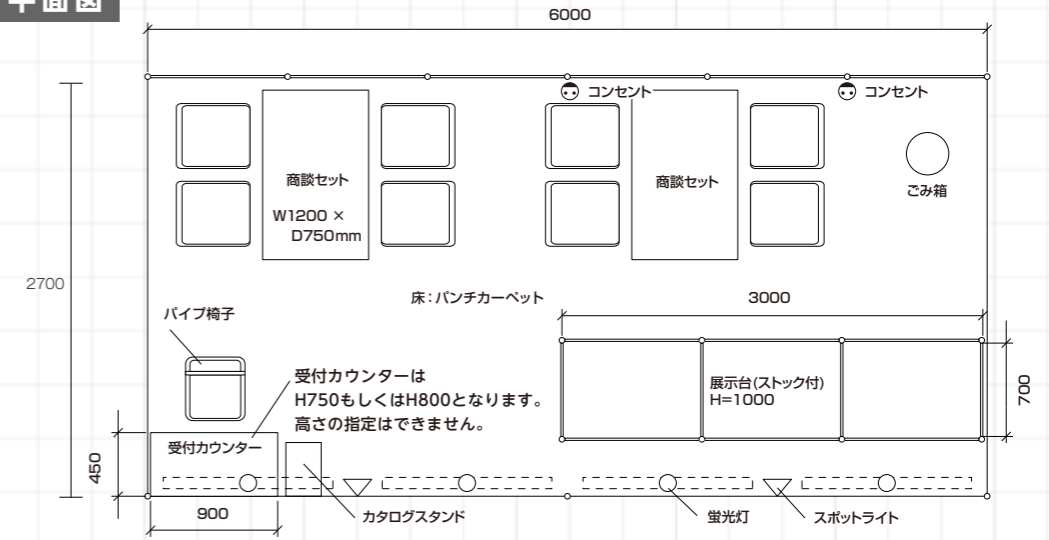 平面図
6000
コンセント
コンセント
商談セット
W1200 ×
D750mm
商談セット
ごみ箱
2700
床：パンチカーペット
3000
パイプ椅子
受付カウンターは
H750もしくはH800となります。
高さの指定はできません。
展示台(ストック付)
H=1000
700
受付カウンター
450
900
カタログスタンド
蛍光灯
スポットライト